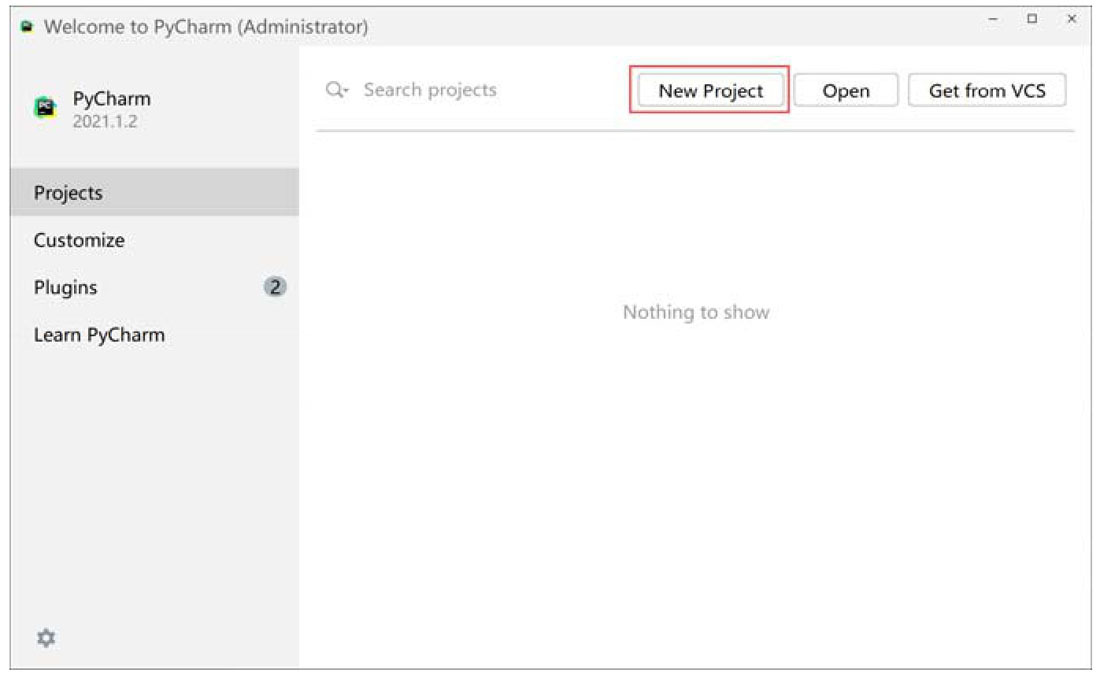 Welcome to PyCharm (Administrator)
PyCharm
2021.1.2
Search projects
New Project
Open
Get from VCS
Projects
Customize
Plugins
2
Learn PyCharm
Nothing to show